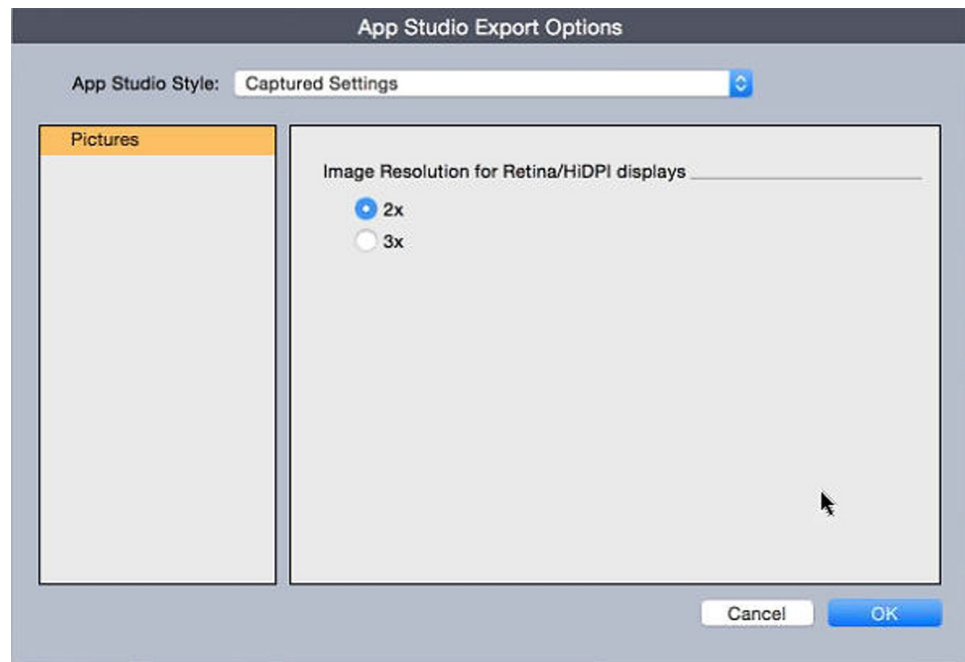 App Studio Export Options
App Studio Style: Captured Settings
Pictures
Image Resolution for Retina/HiDPI displays
2x
3x
Cancel OK